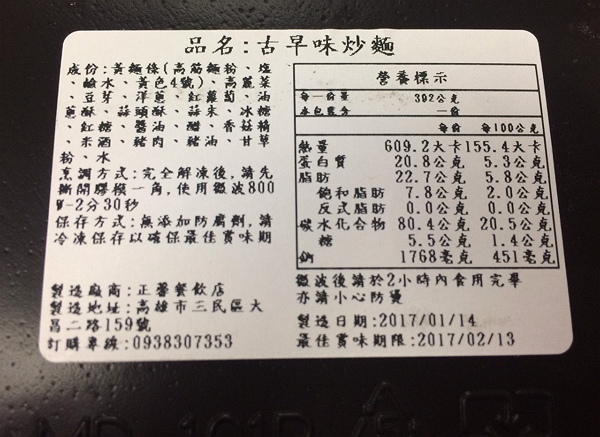 品名:古早味炒麵
成份:黃麵條(高筋麵粉、鹽
、鹼水、黃色4號)、高麗菜
、豆芽、洋蔥、紅蘿蔔、油
蔥酥、蒜頭酥、蒜末、冰糖
、紅糖、醬油、醋、香菇精
、米酒、豬肉、豬油、甘草
粉、水
烹調方式:完全解凍後,請先
撕開膠膜一角,使用微波800
W-2分30秒
保存方式:無添加防腐劑,請
冷凍保存以確保最佳賞味期
製造廠商:正馨餐飲店
製造地址:高雄市三民區大
昌二路159號
訂購專線:0938307353
營養標示
每一份量 392公克
本包裝含 一份
每份 每100公克
熱量 609.2大卡 155.4大卡
蛋白質 20.8公克 5.3公克
脂肪 22.7公克 5.8公克
飽和脂肪 7.8公克 2.0公克
反式脂肪 0.0公克 0.0公克
碳水化合物 80.4公克 20.5公克
糖 5.5公克 1.4公克
鈉 1768毫克 451毫克
微波後請於2小時內食用完畢
亦請小心防燙
製造日期:2017/01/14
最佳賞味期限:2017/02/13